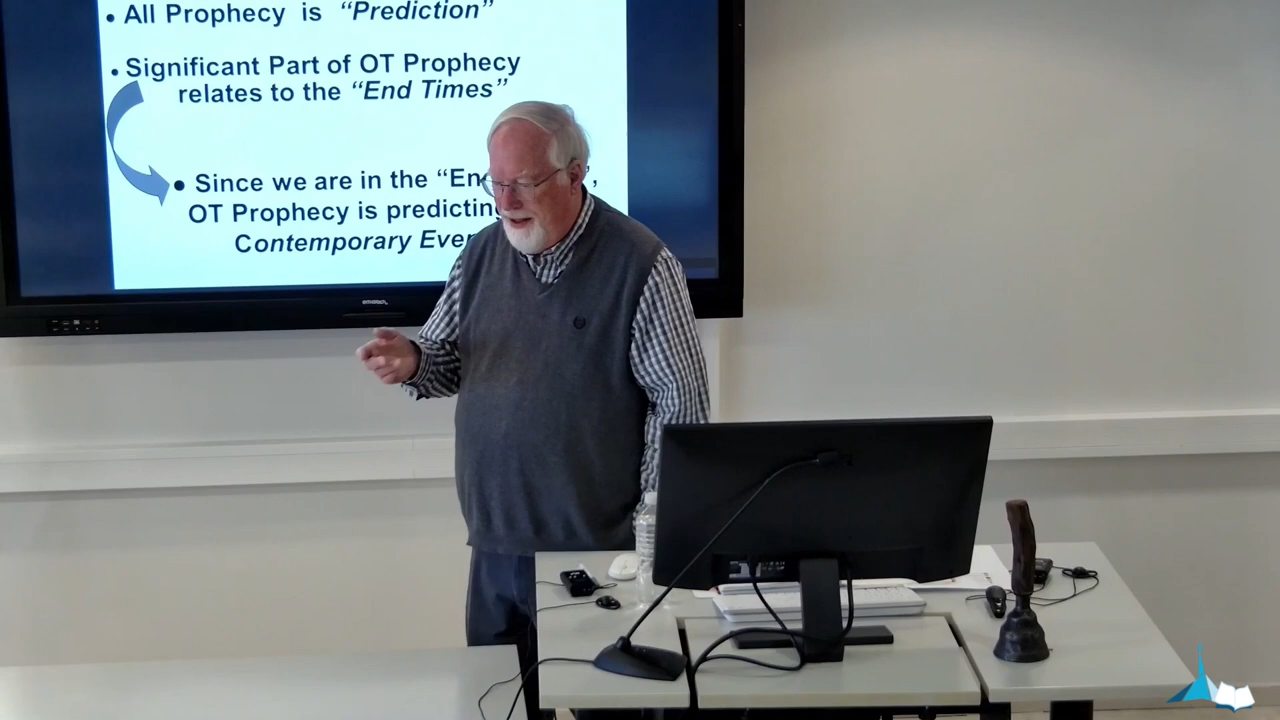 • All Prophecy is “Prediction”
• Significant Part of OT Prophecy
relates to the “End Times”
• Since we are in the “En ”,
OT Prophecy is predicting
Contemporary Even